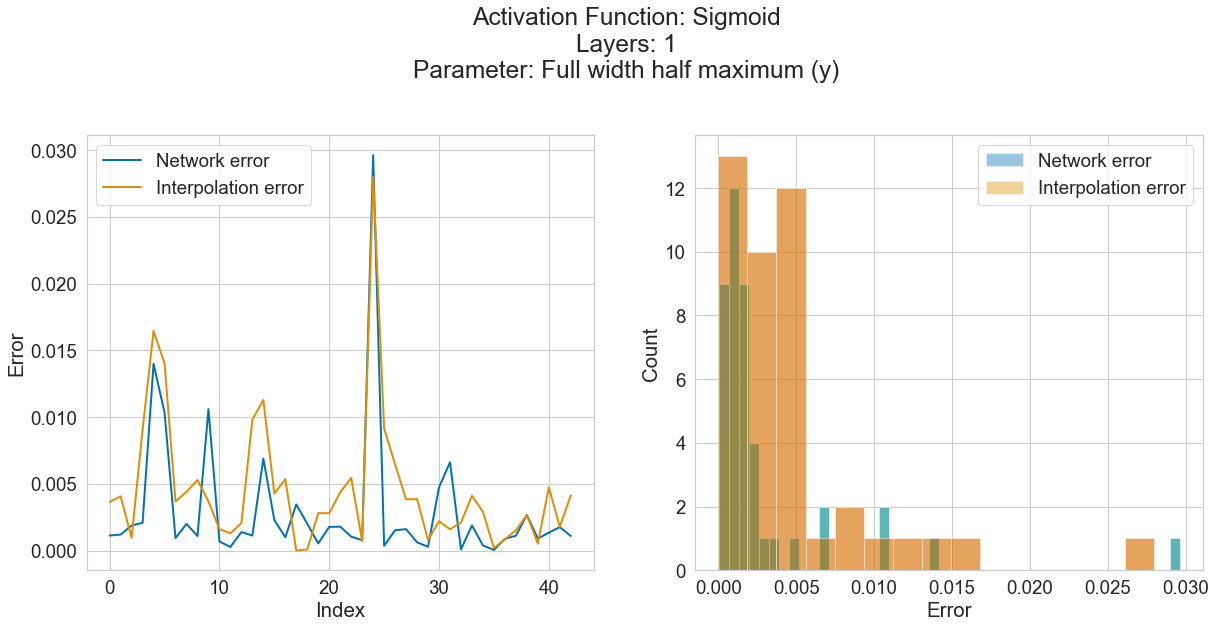 Activation Function: Sigmoid
Layers: 1
Parameter: Full width half maximum (y)
Network error
Interpolation error
0.030
0.025
0.020
0.015
0.010
0.005
0.000
Error
0
10
20
30
40
Index
Network error
Interpolation error
12
10
8
6
4
2
0
Count
0.000
0.005
0.010
0.015
0.020
0.025
0.030
Error